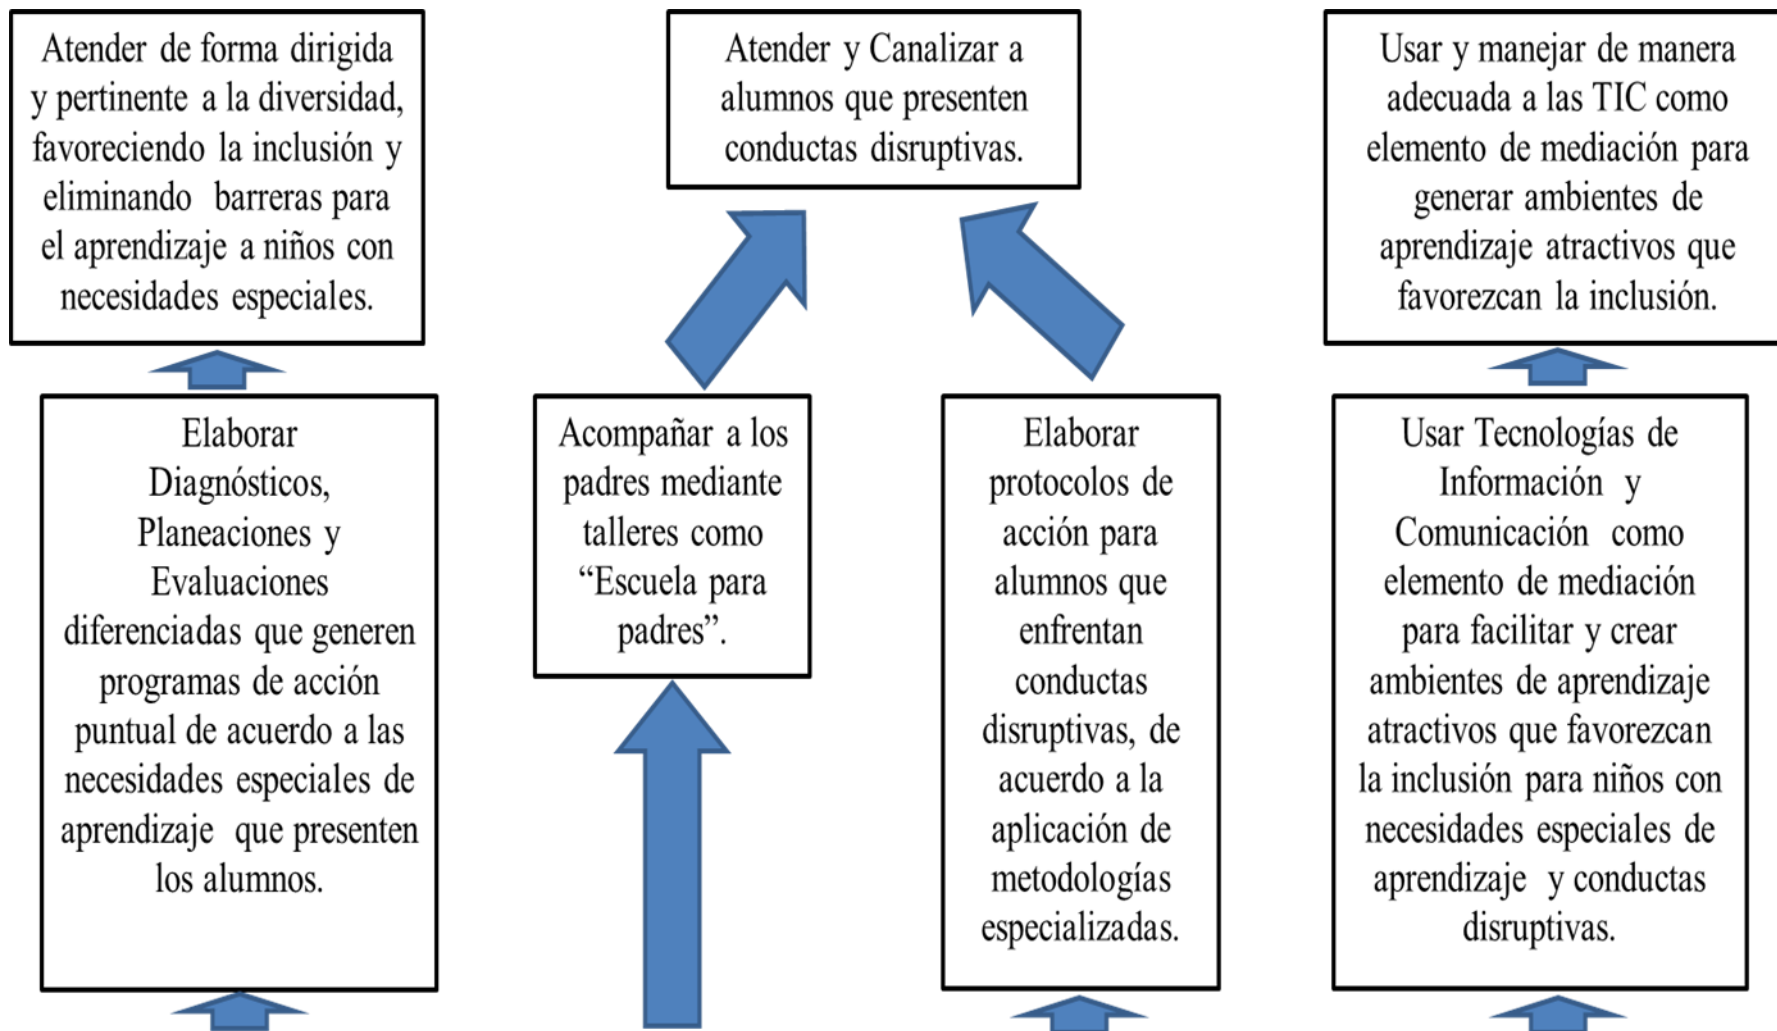 Atender de forma dirigida
y pertinente a la diversidad,
favoreciendo la inclusión y
eliminando barreras para
el aprendizaje a niños con
necesidades especiales.
Atender y Canalizar a
alumnos que presenten
conductas disruptivas.
Usar y manejar de manera
adecuada a las TIC como
elemento de mediación para
generar ambientes de
aprendizaje atractivos que
favorezcan la inclusión.
Elaborar
Diagnósticos,
Planeaciones y
Evaluaciones
diferenciadas que generen
programas de acción
puntual de acuerdo a las
necesidades especiales de
aprendizaje que presenten
los alumnos.
Acompañar a los
padres mediante
talleres como
“Escuela para
padres”.
Elaborar
protocolos de
acción para
alumnos que
enfrentan
conductas
disruptivas, de
acuerdo a la
aplicación de
metodologías
especializadas.
Usar Tecnologías de
Información y
Comunicación como
elemento de mediación
para facilitar y crear
ambientes de aprendizaje
atractivos que favorezcan
la inclusión para niños con
necesidades especiales de
aprendizaje y conductas
disruptivas.